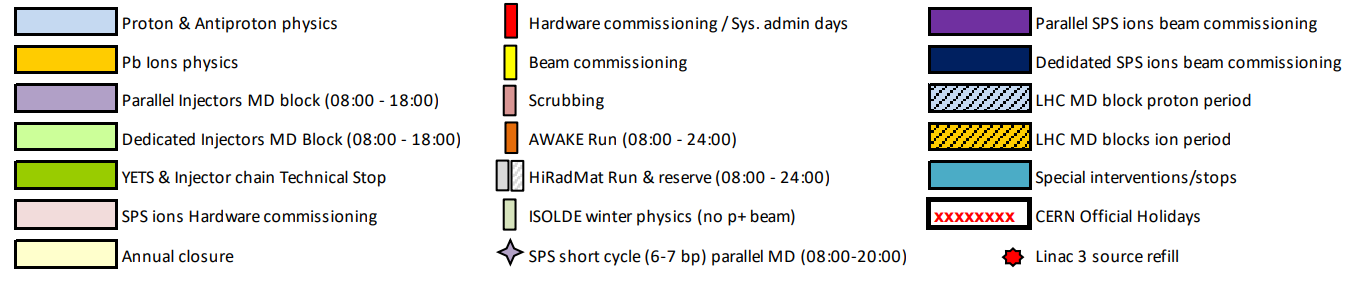 Proton & Antiproton physics
Pb Ions physics
Parallel Injectors MD block (08:00 - 18:00)
Dedicated Injectors MD Block (08:00 - 18:00)
YETS & Injector chain Technical Stop
SPS ions Hardware commissioning
Annual closure
Hardware commissioning / Sys. admin days
Beam commissioning
Scrubbing
AWAKE Run (08:00 - 24:00)
HiRadMat Run & reserve (08:00 - 24:00)
ISOLDE winter physics (no p+ beam)
SPS short cycle (6-7 bp) parallel MD (08:00-20:00)
Parallel SPS ions beam commissioning
Dedidated SPS ions beam commissioning
LHC MD block proton period
LHC MD blocks ion period
Special interventions/stops
xxxxxxxx CERN Official Holidays
Linac 3 source refill